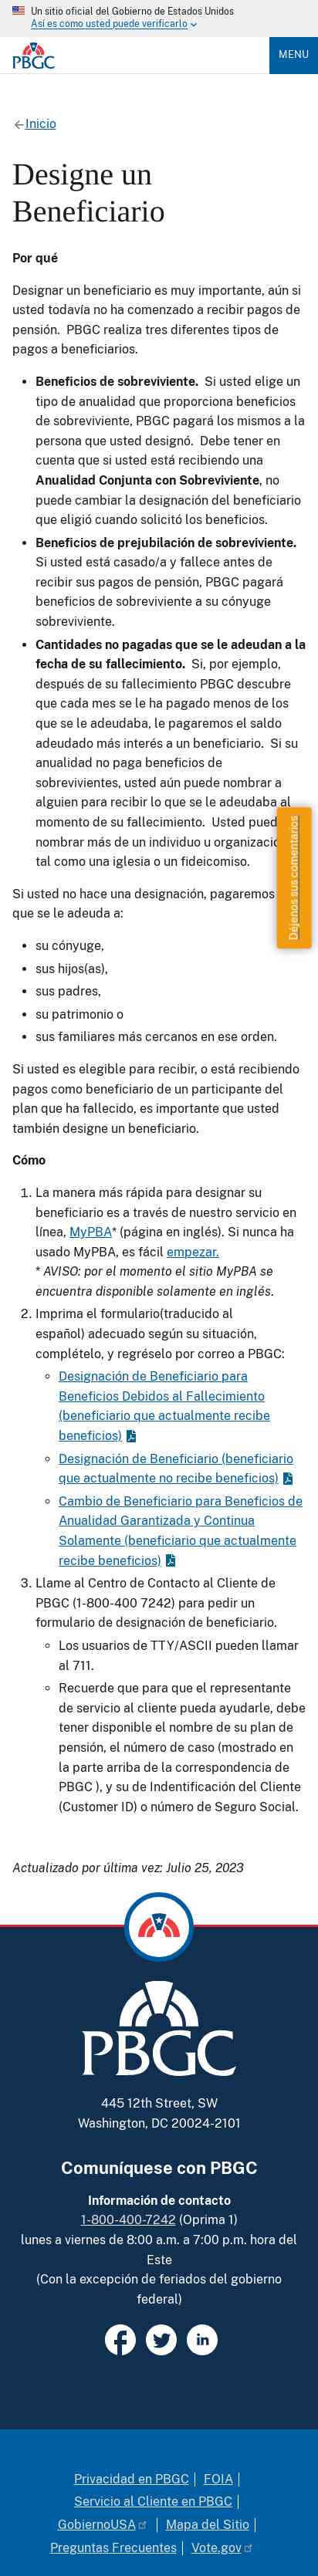 Un sitio oficial del Gobierno de Estados Unidos
Así es como usted puede verificarlo
PBGC
MENU
Inicio
Designe un
Beneficiario
Por qué
Designar un beneficiario es muy importante, aún si
usted todavía no ha comenzado a recibir pagos de
pensión.  PBGC realiza tres diferentes tipos de
pagos a beneficiarios.
• Beneficios de sobreviviente.  Si usted elige un
tipo de anualidad que proporciona beneficios
de sobreviviente, PBGC pagará los mismos a la
persona que usted designó.  Debe tener en
cuenta que si usted está recibiendo una
Anualidad Conjunta con Sobreviviente, no
puede cambiar la designación del beneficiario
que eligió cuando solicitó los beneficios.
• Beneficios de prejubilación de sobreviviente.
Si usted está casado/a y fallece antes de
recibir sus pagos de pensión, PBGC pagará
beneficios de sobreviviente a su cónyuge
sobreviviente.
• Cantidades no pagadas que se le adeudan a la
fecha de su fallecimiento.  Si, por ejemplo,
después de su fallecimiento PBGC descubre
que cada mes se le ha pagado menos de los
que se le adeudaba, le pagaremos el saldo
adeudado más interés a un beneficiario.  Si su
anualidad no paga beneficios de
sobrevivientes, usted aún puede nombrar a
alguien para recibir lo que se le adeudaba al
momento de su fallecimiento.  Usted pued
nombrar más de un individuo u organizació
tal como una iglesia o un fideicomiso.
Déjenos sus comentarios
Si usted no hace una designación, pagaremos
que se le adeuda a:
• su cónyuge,
• sus hijos(as),
• sus padres,
• su patrimonio o
• sus familiares más cercanos en ese orden.
Si usted es elegible para recibir, o está recibiendo
pagos como beneficiario de un participante del
plan que ha fallecido, es importante que usted
también designe un beneficiario.
Cómo
1. La manera más rápida para designar su
beneficiario es a través de nuestro servicio en
línea, MyPBA* (página en inglés). Si nunca ha
usado MyPBA, es fácil empezar.
* AVISO: por el momento el sitio MyPBA se
encuentra disponible solamente en inglés.
2. Imprima el formulario(traducido al
español) adecuado según su situación,
complételo, y regréselo por correo a PBGC:
◦ Designación de Beneficiario para
Beneficios Debidos al Fallecimiento
(beneficiario que actualmente recibe
beneficios)
◦ Designación de Beneficiario (beneficiario
que actualmente no recibe beneficios)
◦ Cambio de Beneficiario para Beneficios de
Anualidad Garantizada y Continua
Solamente (beneficiario que actualmente
recibe beneficios)
3. Llame al Centro de Contacto al Cliente de
PBGC (1-800-400 7242) para pedir un
formulario de designación de beneficiario.
◦ Los usuarios de TTY/ASCII pueden llamar
al 711.
◦ Recuerde que para que el representante
de servicio al cliente pueda ayudarle, debe
tener disponible el nombre de su plan de
pensión, el número de caso (mostrado en
la parte arriba de la correspondencia de
PBGC ), y su de Indentificación del Cliente
(Customer ID) o número de Seguro Social.
Actualizado por última vez: Julio 25, 2023
PBGC
445 12th Street, SW
Washington, DC 20024-2101
Comuníquese con PBGC
Información de contacto
1-800-400-7242 (Oprima 1)
lunes a viernes de 8:00 a.m. a 7:00 p.m. hora del
Este
(Con la excepción de feriados del gobierno
federal)
Privacidad en PBGC | FOIA |
Servicio al Cliente en PBGC |
GobiernoUSA | Mapa del Sitio |
Preguntas Frecuentes | Vote.gov